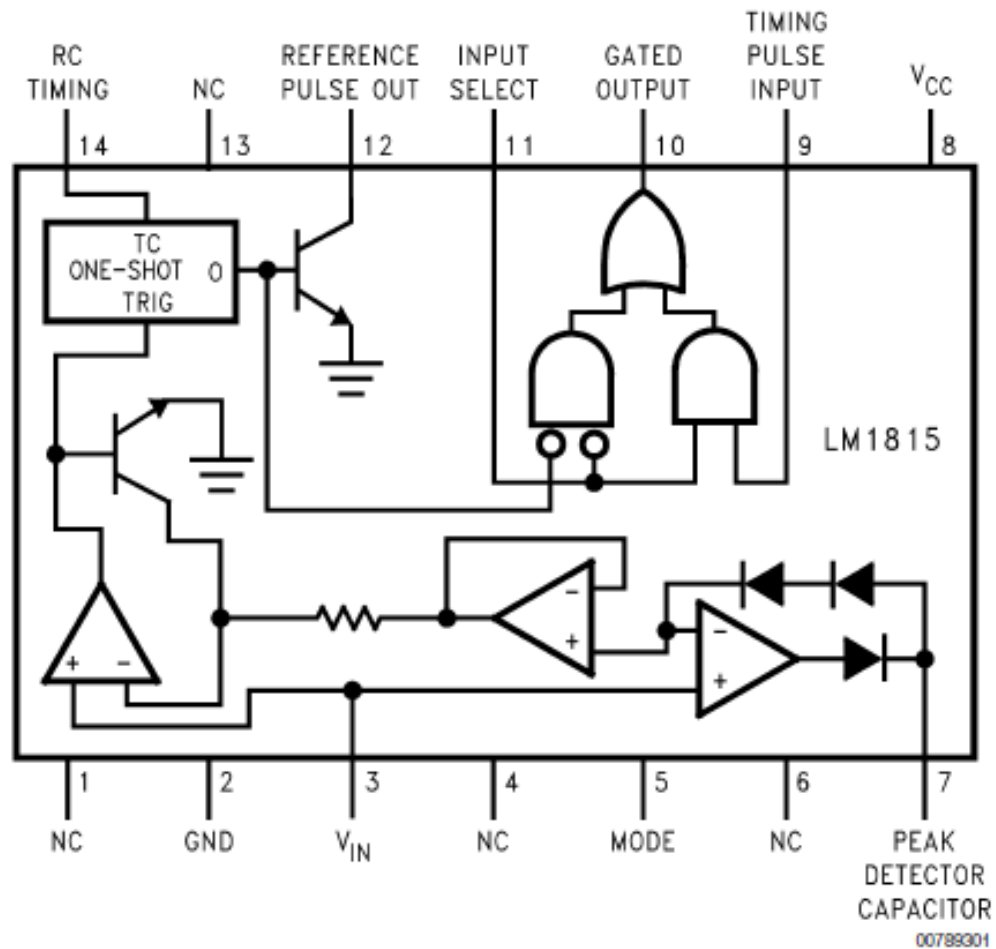 RC
TIMING
NC
REFERENCE
PULSE OUT
INPUT
SELECT
GATED
OUTPUT
TIMING
PULSE
INPUT
VCC
14
13
12
11
10
9
8
TC
ONE-SHOT
O
TRIG
LM1815
+ -
-
+
-
+
1
2
3
4
5
6
7
NC
GND
VIN
NC
MODE
NC
PEAK
DETECTOR
CAPACITOR
00789301